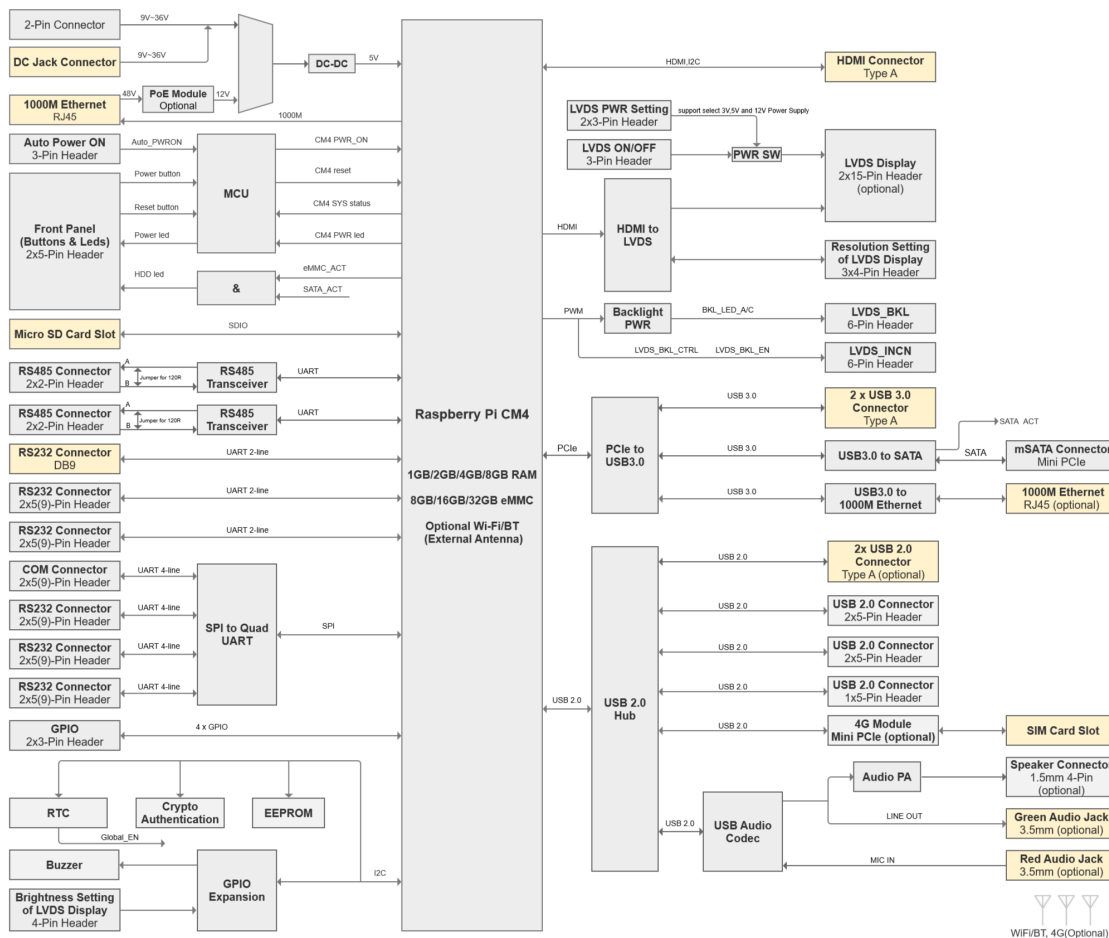 2-Pin Connector
9V~36V
DC Jack Connector
9V~36V
DC-DC
5V
1000M Ethernet
RJ45
48V
PoE Module
Optional
12V
1000M
Auto Power ON
3-Pin Header
Auto_PWRON
Front Panel
(Buttons & Leds)
2x5-Pin Header
Power button
Reset button
Power led
HDD led
MCU
&
CM4 PWR_ON
CM4 reset
CM4 SYS status
CM4 PWR led
eMMC_ACT
SATA_ACT
Micro SD Card Slot
SDIO
RS485 Connector
2x2-Pin Header
A
B
Jumper for 120R
RS485
Transceiver
UART
RS485 Connector
2x2-Pin Header
A
B
Jumper for 120R
RS485
Transceiver
UART
RS232 Connector
DB9
UART 2-line
RS232 Connector
2x5(9)-Pin Header
UART 2-line
RS232 Connector
2x5(9)-Pin Header
UART 2-line
COM Connector
2x5(9)-Pin Header
UART 4-line
RS232 Connector
2x5(9)-Pin Header
UART 4-line
RS232 Connector
2x5(9)-Pin Header
UART 4-line
RS232 Connector
2x5(9)-Pin Header
UART 4-line
SPI to Quad
UART
SPI
GPIO
2x3-Pin Header
4 x GPIO
RTC
Crypto
Authentication
EEPROM
Global_EN
Buzzer
Brightness Setting
of LVDS Display
4-Pin Header
GPIO
Expansion
I2C
Raspberry Pi CM4
1GB/2GB/4GB/8GB RAM
8GB/16GB/32GB eMMC
Optional Wi-Fi/BT
(External Antenna)
HDMI,I2C
HDMI Connector
Type A
LVDS PWR Setting
2x3-Pin Header
support select 3V,5V and 12V Power Supply
LVDS ON/OFF
3-Pin Header
PWR SW
LVDS Display
2x15-Pin Header
(optional)
HDMI
HDMI to
LVDS
Resolution Setting
of LVDS Display
3x4-Pin Header
PWM
Backlight
PWR
BKL_LED_A/C
LVDS_BKL
6-Pin Header
LVDS_BKL_CTRL
LVDS_BKL_EN
LVDS_INCN
6-Pin Header
PCIe
PCIe to
USB3.0
USB 3.0
2 x USB 3.0
Connector
Type A
USB 3.0
USB3.0 to SATA
SATA_ACT
SATA
mSATA Connector
Mini PCIe
USB 3.0
USB3.0 to
1000M Ethernet
1000M Ethernet
RJ45 (optional)
USB 2.0
USB 2.0
Hub
USB 2.0
2x USB 2.0
Connector
Type A (optional)
USB 2.0
USB 2.0 Connector
2x5-Pin Header
USB 2.0
USB 2.0 Connector
2x5-Pin Header
USB 2.0
USB 2.0 Connector
1x5-Pin Header
USB 2.0
4G Module
Mini PCIe (optional)
SIM Card Slot
USB 2.0
USB Audio
Codec
Audio PA
Speaker Connector
1.5mm 4-Pin
(optional)
LINE OUT
Green Audio Jack
3.5mm (optional)
MIC IN
Red Audio Jack
3.5mm (optional)
WiFi/BT, 4G(Optional)